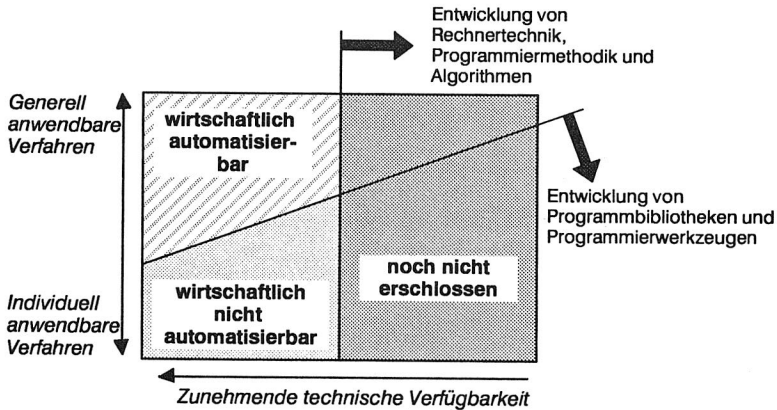 Entwicklung von
Rechnertechnik,
Programmiermethodik und
Algorithmen
Generell
anwendbare
Verfahren
wirtschaftlich
automatisier-
bar
Entwicklung von
Programmbibliotheken und
Programmierwerkzeugen
noch nicht
erschlossen
Individuell
anwendbare
Verfahren
wirtschaftlich
nicht
automatisierbar
Zunehmende technische Verfügbarkeit